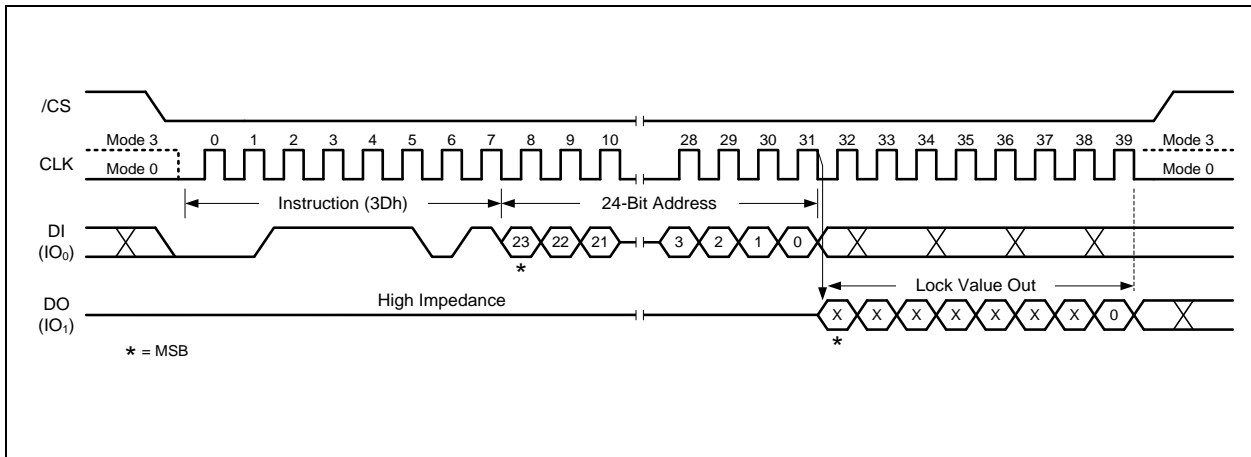 /CS
Mode 3 0 1 2 3 4 5 6 7 8 9 10 28 29 30 31 32 33 34 35 36 37 38 39 Mode 3
CLK Mode 0 Mode 0
Instruction (3Dh) 24-Bit Address
DI
(IO₀) 23 22 21 3 2 1 0
*
Lock Value Out
DO High Impedance
(IO₁) X X X X X X X 0
* = MSB *